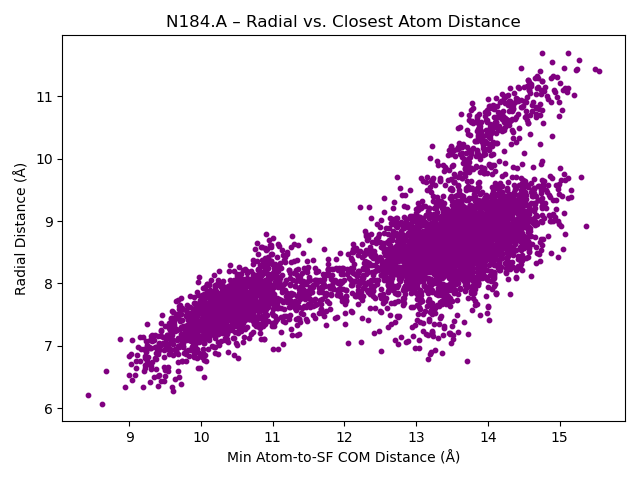 N184.A – Radial vs. Closest Atom Distance
Radial Distance (Å)
11
10
9
8
7
6
9 10 11 12 13 14 15
Min Atom-to-SF COM Distance (Å)